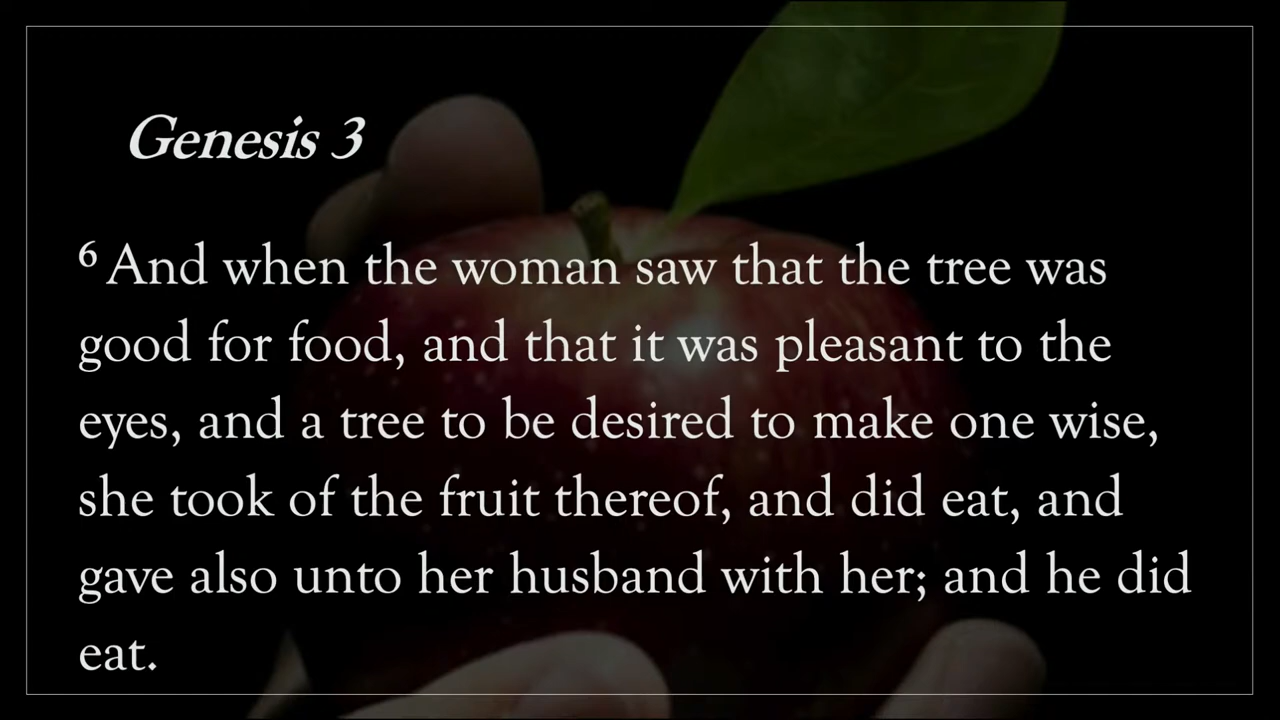 Genesis 3
6 And when the woman saw that the tree was
good for food, and that it was pleasant to the
eyes, and a tree to be desired to make one wise,
she took of the fruit thereof, and did eat, and
gave also unto her husband with her; and he did
eat.